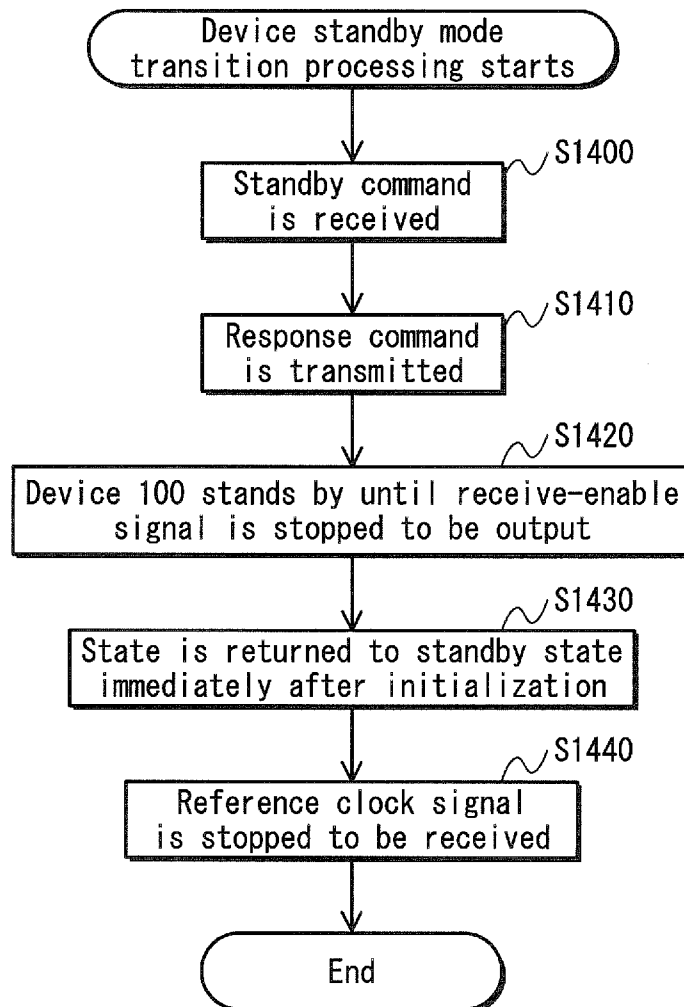 Device standby mode
transition processing starts
S1400
Standby command
is received
S1410
Response command
is transmitted
S1420
Device 100 stands by until receive-enable
signal is stopped to be output
S1430
State is returned to standby state
immediately after initialization
S1440
Reference clock signal
is stopped to be received
End